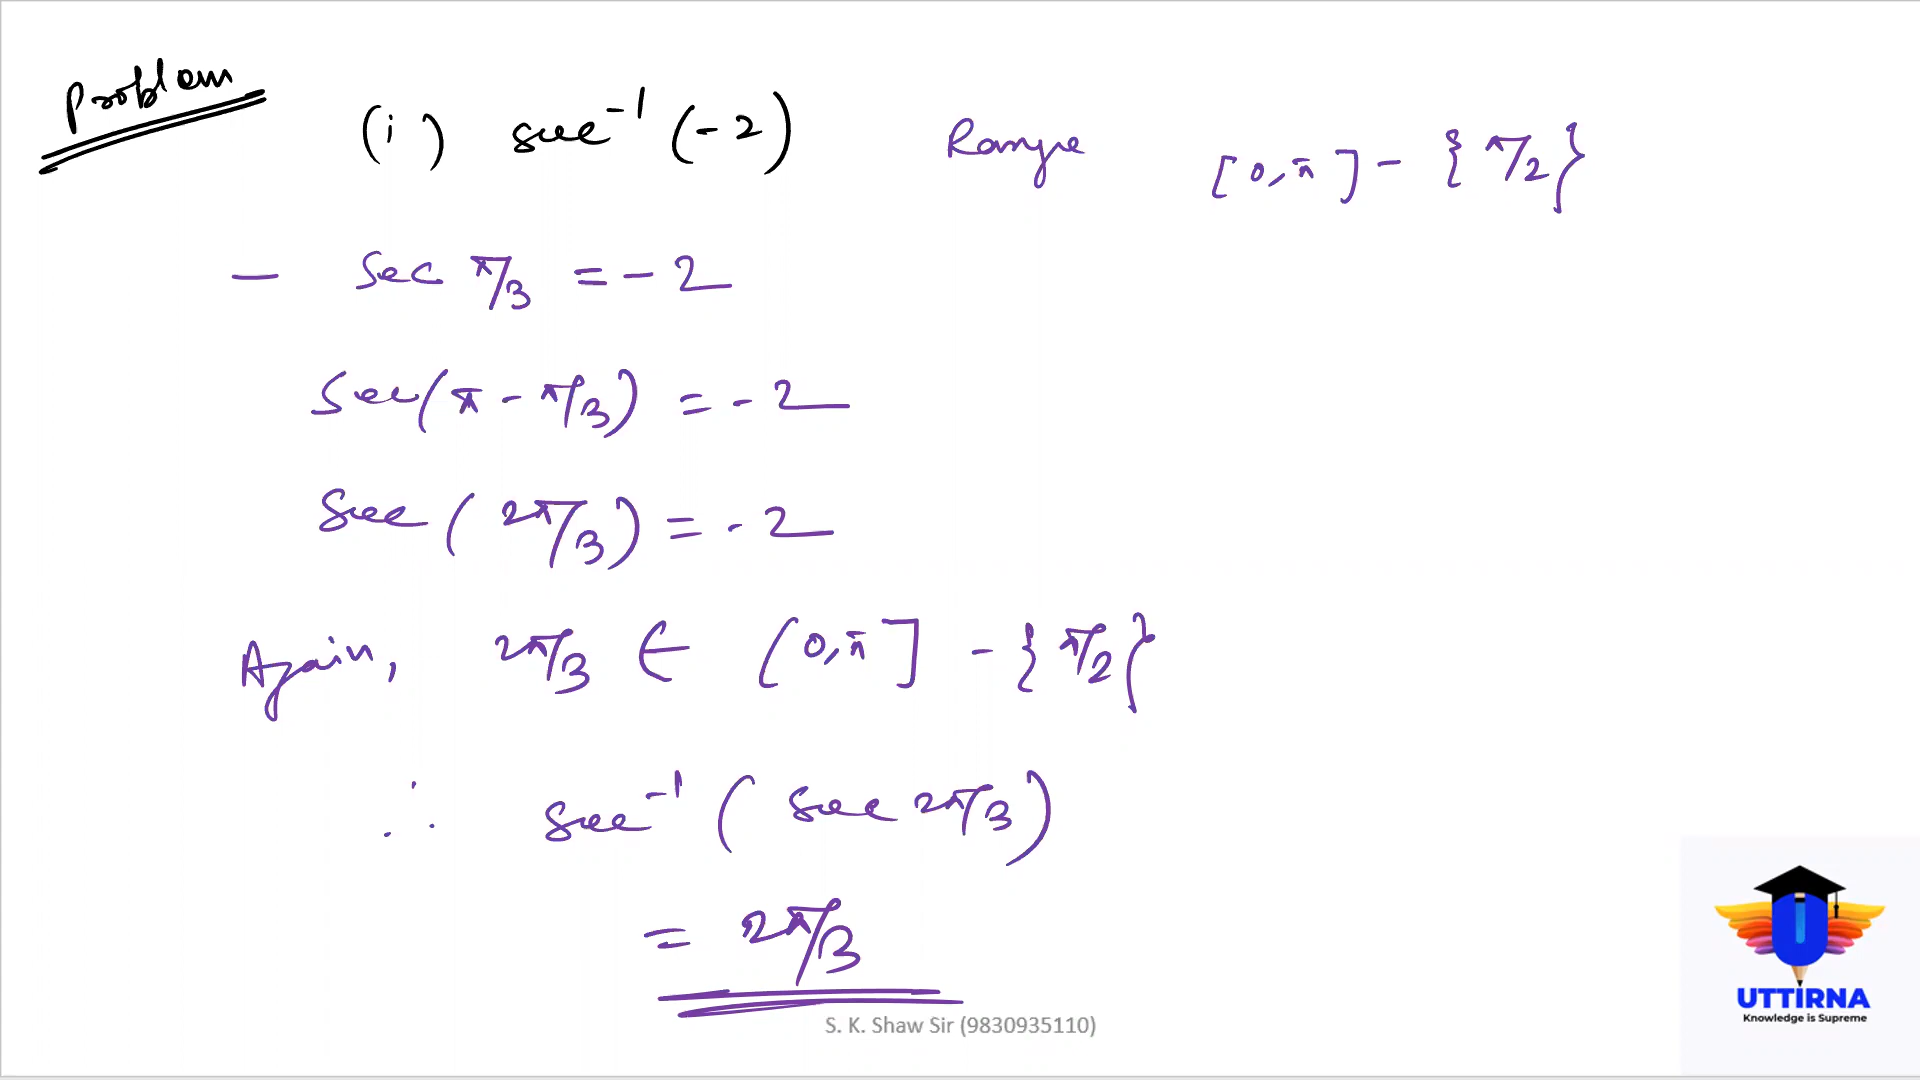 Problem
(i) sec⁻¹ (-2) Range [0, π] - {π/2}
- sec π/3 = -2
sec(π - π/3) = -2
sec(2π/3) = -2
Again, 2π/3 ∈ [0, π] - {π/2}
∴ sec⁻¹(sec 2π/3)
= 2π/3
S. K. Shaw Sir (9830935110)
UTTIRNA
Knowledge is Supreme